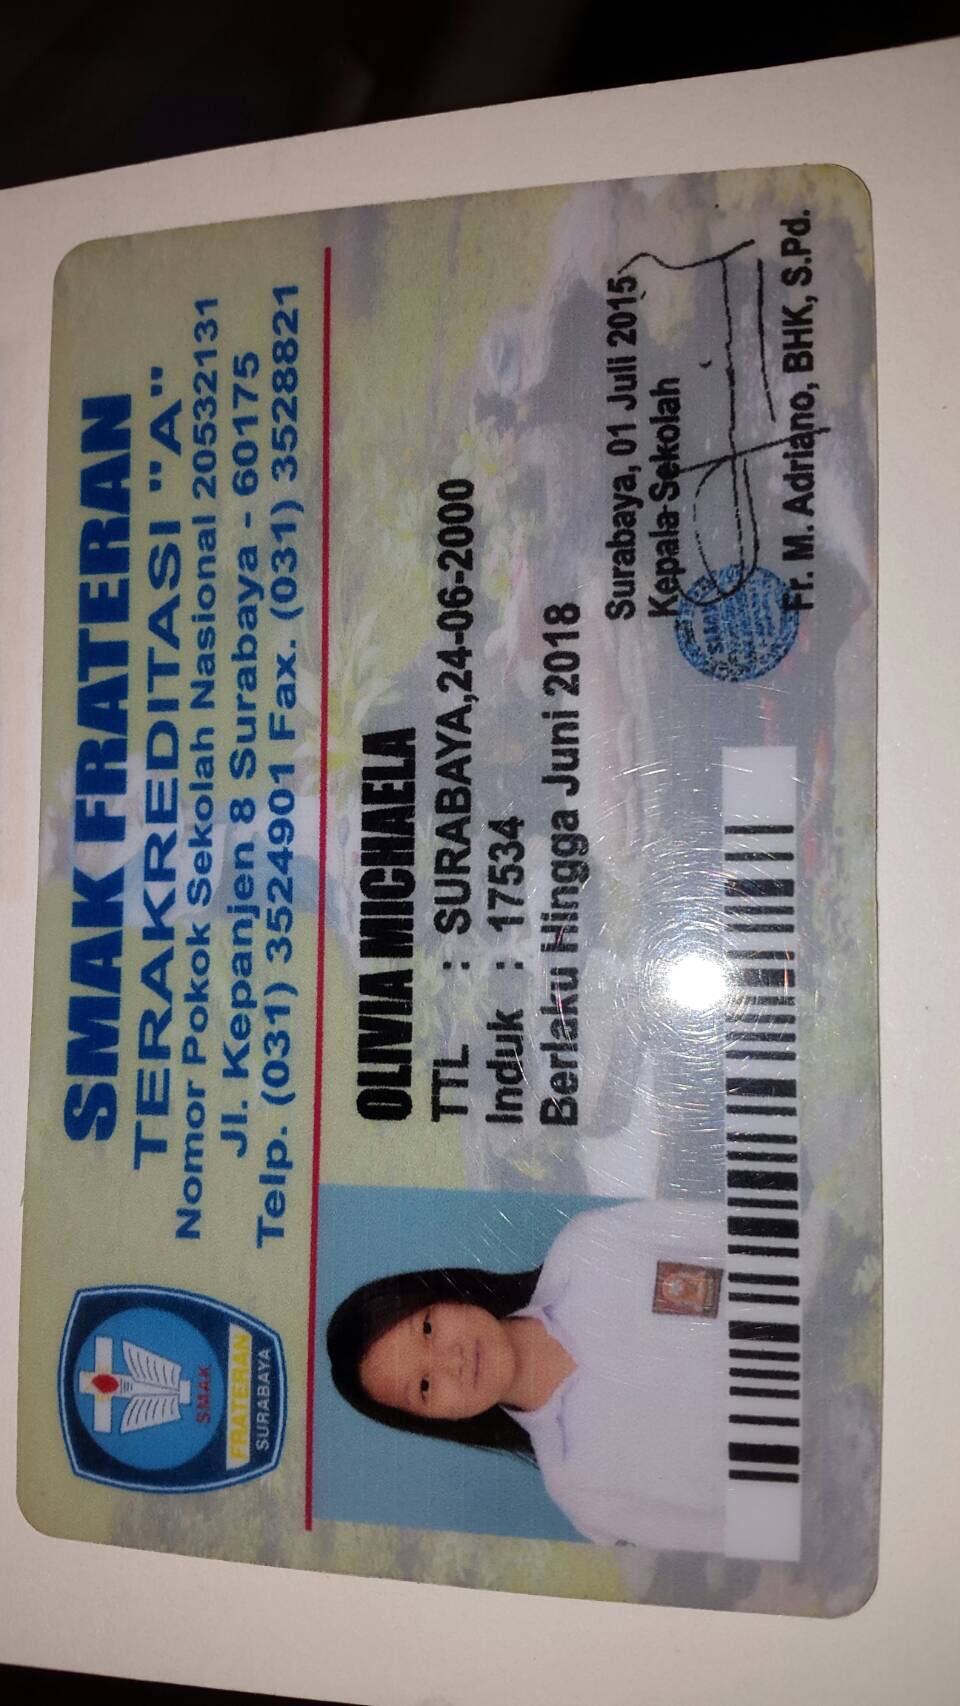 SMAK FRATERAN
TERAKREDITASI "A"
Nomor Pokok Sekolah Nasional 20532131
Jl. Kepanjen 8 Surabaya - 60175
Telp. (031) 3524901 Fax. (031) 3528821
SMAK
FRATERAN
SURABAYA
OLIVIA MICHAELA
TTL : SURABAYA,24-06-2000
Induk : 17534
Berlaku Hingga Juni 2018
Surabaya, 01 Juli 2015
Kepala Sekolah
Fr. M. Adriano, BHK, S.Pd.